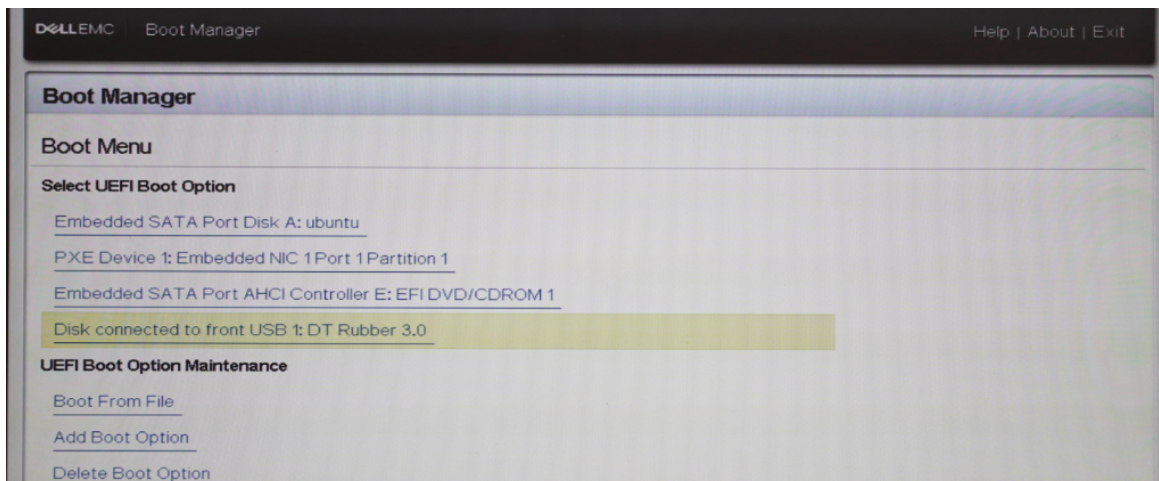 DELLEMC Boot Manager Help | About | Exit
Boot Manager
Boot Menu
Select UEFI Boot Option
Embedded SATA Port Disk A: ubuntu
PXE Device 1: Embedded NIC 1 Port 1 Partition 1
Embedded SATA Port AHCI Controller E: EFI DVD/CDROM 1
Disk connected to front USB 1: DT Rubber 3.0
UEFI Boot Option Maintenance
Boot From File
Add Boot Option
Delete Boot Option